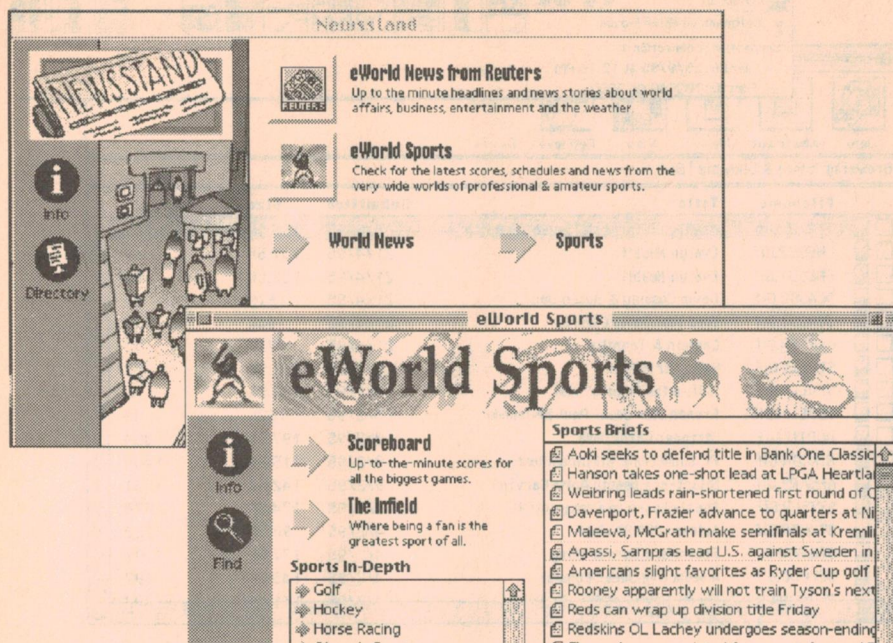 Newsstand
NEWSSTAND
Info
Directory
REUTERS
eWorld News from Reuters
Up to the minute headlines and news stories about world
affairs, business, entertainment and the weather.
eWorld Sports
Check for the latest scores, schedules and news from the
very wide worlds of professional & amateur sports.
World News
Sports
eWorld Sports
eWorld Sports
Info
Find
Scoreboard
Up-to-the-minute scores for
all the biggest games.
The Infield
Where being a fan is the
greatest sport of all.
Sports In-Depth
Golf
Hockey
Horse Racing
Sports Briefs
Aoki seeks to defend title in Bank One Classic
Hanson takes one-shot lead at LPGA Heartla
Weibring leads rain-shortened first round of
Davenport, Frazier advance to quarters at Ni
Maleeva, McGrath make semifinals at Kremli
Agassi, Sampras lead U.S. against Sweden in
Americans slight favorites as Ryder Cup golf
Rooney apparently will not train Tyson's next
Reds can wrap up division title Friday
Redskins OL Lachey undergoes season-ending